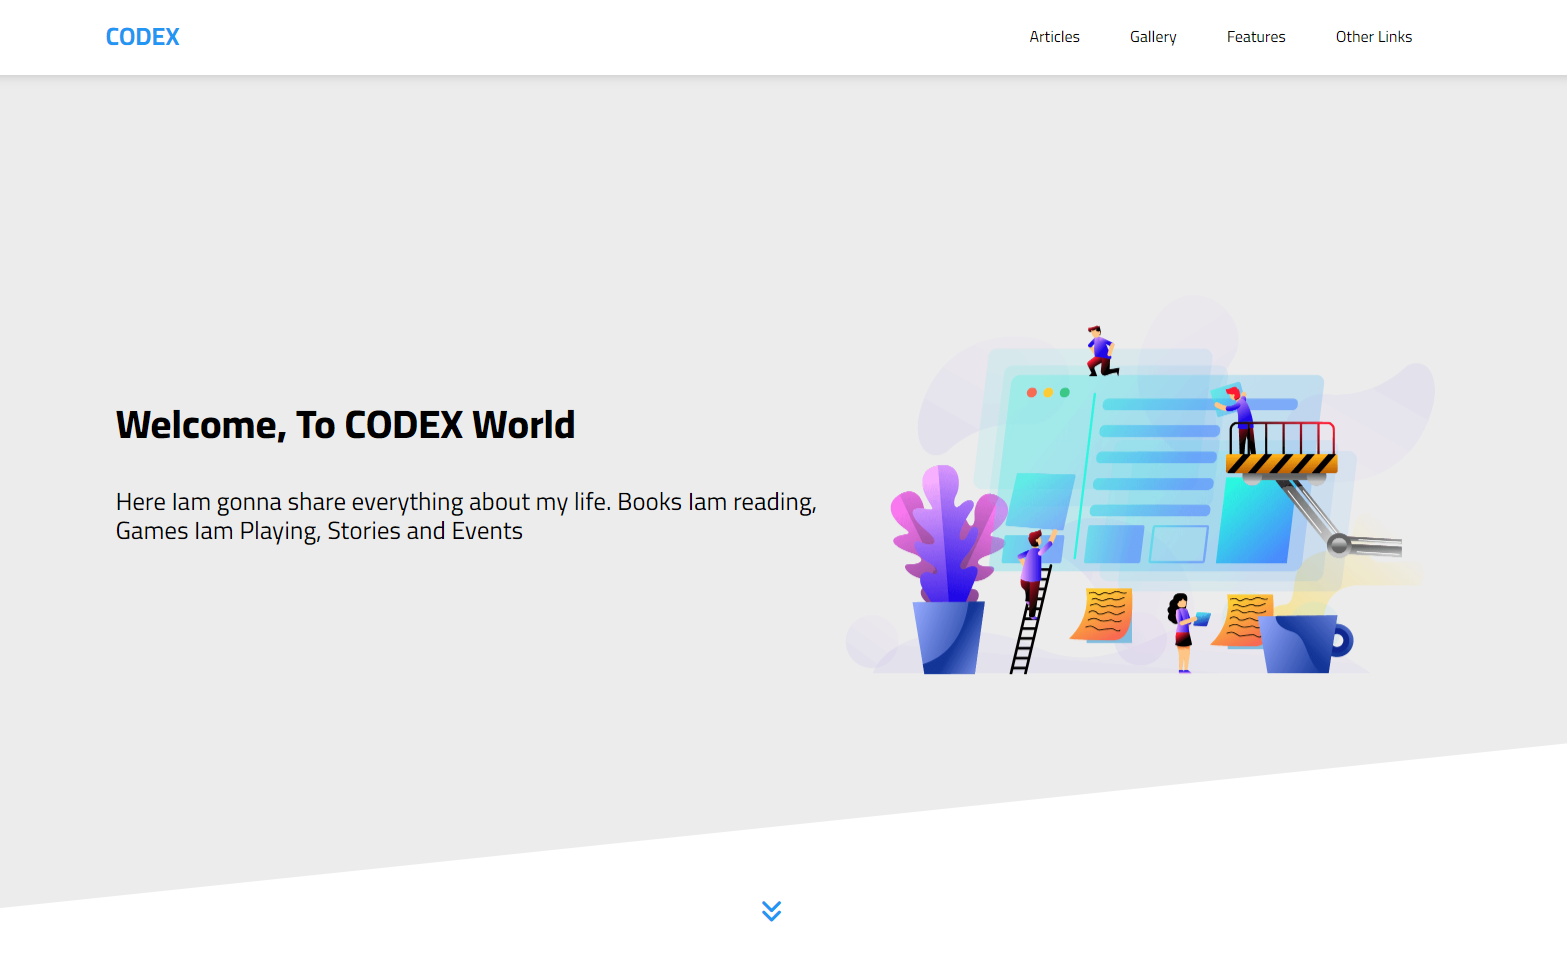 CODEX
Articles
Gallery
Features
Other Links
Welcome, To CODEX World
Here Iam gonna share everything about my life. Books Iam reading,
Games Iam Playing, Stories and Events